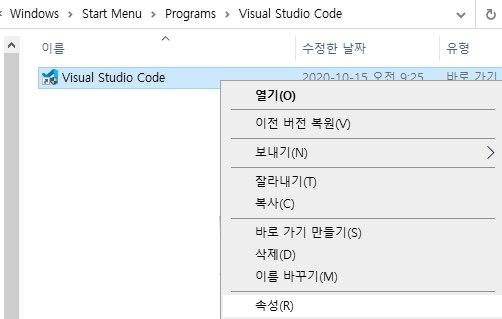 Windows > Start Menu > Programs > Visual Studio Code
이름 수정한 날짜 유형
Visual Studio Code 2020-10-15 오전 9:25 바로 가기
열기(O)
이전 버전 복원(V)
보내기(N)
잘라내기(T)
복사(C)
바로 가기 만들기(S)
삭제(D)
이름 바꾸기(M)
속성(R)